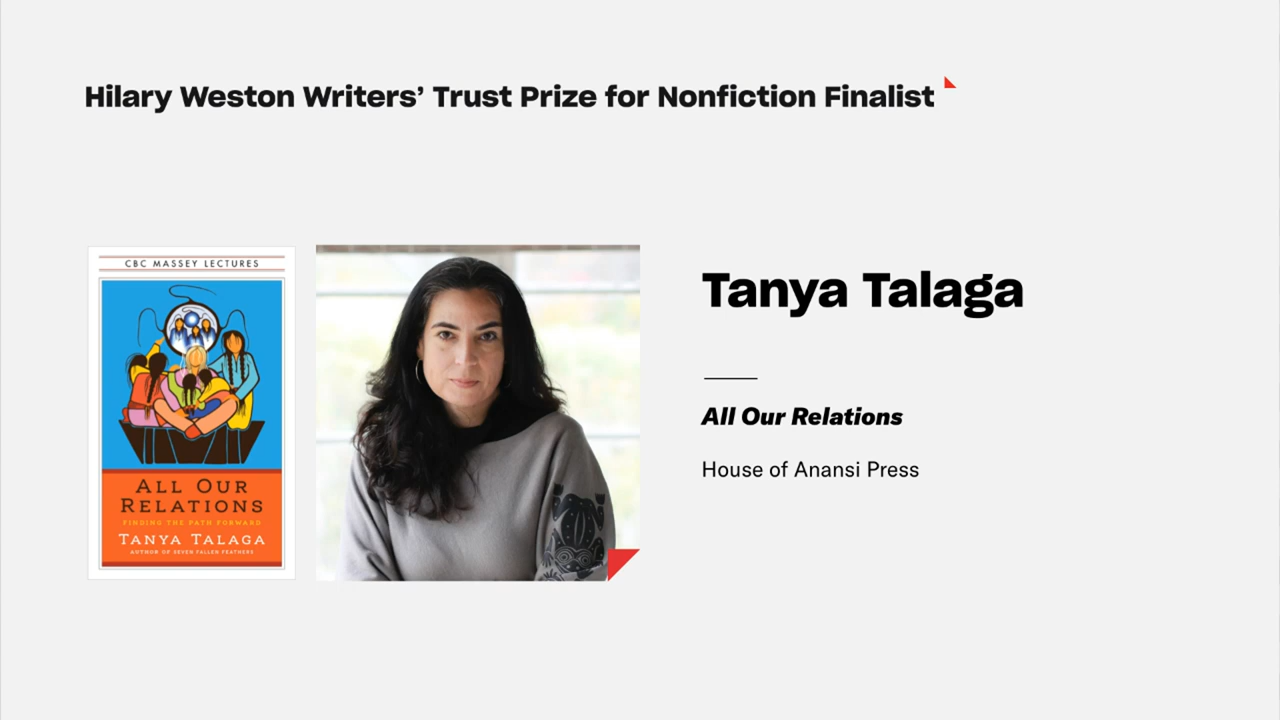 Hilary Weston Writers’ Trust Prize for Nonfiction Finalist
CBC MASSEY LECTURES
ALL OUR
RELATIONS
FINDING THE PATH FORWARD
TANYA TALAGA
AUTHOR OF SEVEN FALLEN FEATHERS
Tanya Talaga
All Our Relations
House of Anansi Press